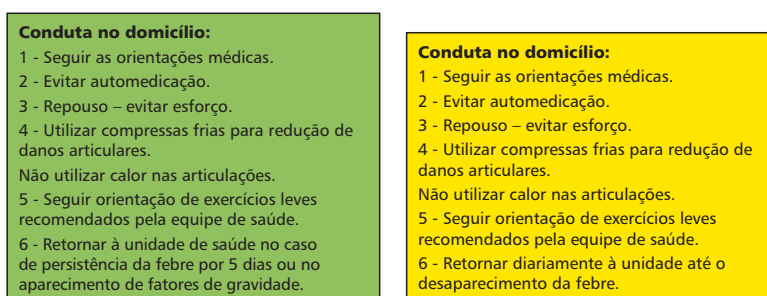 Conduta no domicílio:
1 - Seguir as orientações médicas.
2 - Evitar automedicação.
3 - Repouso – evitar esforço.
4 - Utilizar compressas frias para redução de
danos articulares.
Não utilizar calor nas articulações.
5 - Seguir orientação de exercícios leves
recomendados pela equipe de saúde.
6 - Retornar à unidade de saúde no caso
de persistência da febre por 5 dias ou no
aparecimento de fatores de gravidade.
Conduta no domicílio:
1 - Seguir as orientações médicas.
2 - Evitar automedicação.
3 - Repouso – evitar esforço.
4 - Utilizar compressas frias para redução de
danos articulares.
Não utilizar calor nas articulações.
5 - Seguir orientação de exercícios leves
recomendados pela equipe de saúde.
6 - Retornar diariamente à unidade até o
desaparecimento da febre.